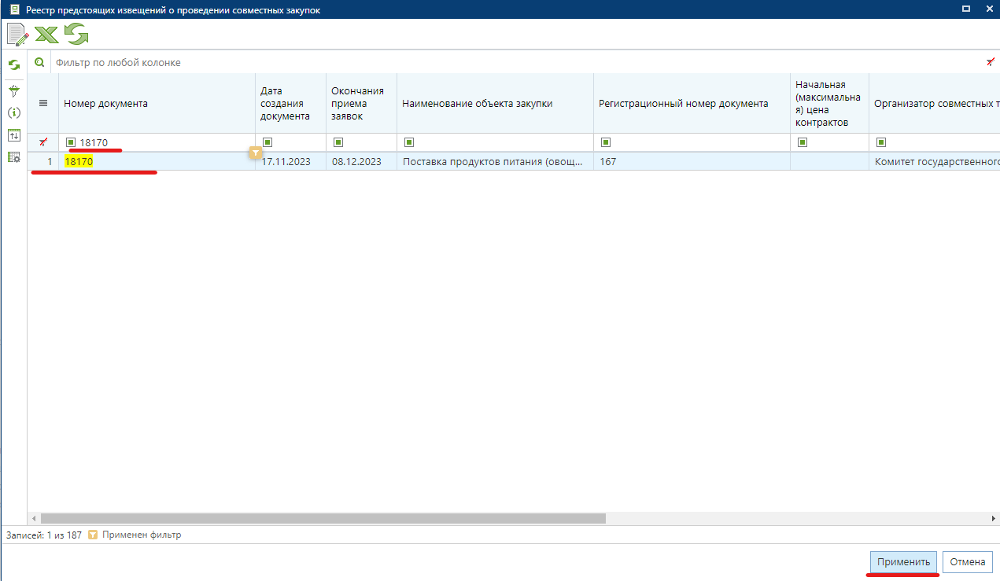 Реестр предстоящих извещений о проведении совместных закупок
Фильтр по любой колонке
Номер документа
Дата
создания
документа
Окончания
приема
заявок
Наименование объекта закупки
Регистрационный номер документа
Начальная
(максимальна
я) цена
контрактов
Организатор совместных т
18170
1 18170 17.11.2023 08.12.2023 Поставка продуктов питания (овощ... 167 Комитет государственного
Записей: 1 из 187 Применен фильтр
Применить Отмена